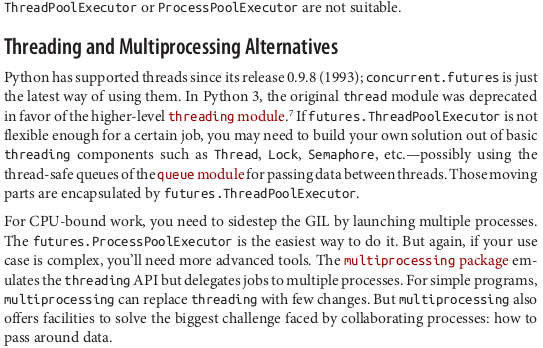 ThreadPoolExecutor or ProcessPoolExecutor are not suitable.
Threading and Multiprocessing Alternatives
Python has supported threads since its release 0.9.8 (1993); concurrent.futures is just
the latest way of using them. In Python 3, the original thread module was deprecated
in favor of the higher-level threading module.7 If futures.ThreadPoolExecutor is not
flexible enough for a certain job, you may need to build your own solution out of basic
threading components such as Thread, Lock, Semaphore, etc.—possibly using the
thread-safe queues of the queue module for passing data between threads. Those moving
parts are encapsulated by futures.ThreadPoolExecutor.
For CPU-bound work, you need to sidestep the GIL by launching multiple processes.
The futures.ProcessPoolExecutor is the easiest way to do it. But again, if your use
case is complex, you’ll need more advanced tools. The multiprocessing package em‐
ulates the threading API but delegates jobs to multiple processes. For simple programs,
multiprocessing can replace threading with few changes. But multiprocessing also
offers facilities to solve the biggest challenge faced by collaborating processes: how to
pass around data.